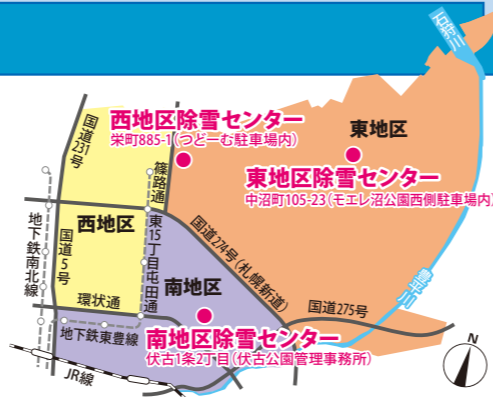 石狩川
国道231号
西地区除雪センター
栄町885-1(つどーむ駐車場内)
東地区
篠路通
東地区除雪センター
中沼町105-23(モエレ沼公園西側駐車場内)
西地区
地下鉄南北線
国道5号
東15丁目屯田通
国道274号(札幌新道)
豊平川
南地区
環状通
国道275号
地下鉄東豊線
南地区除雪センター
伏古1条2丁目(伏古公園管理事務所)
JR線
N